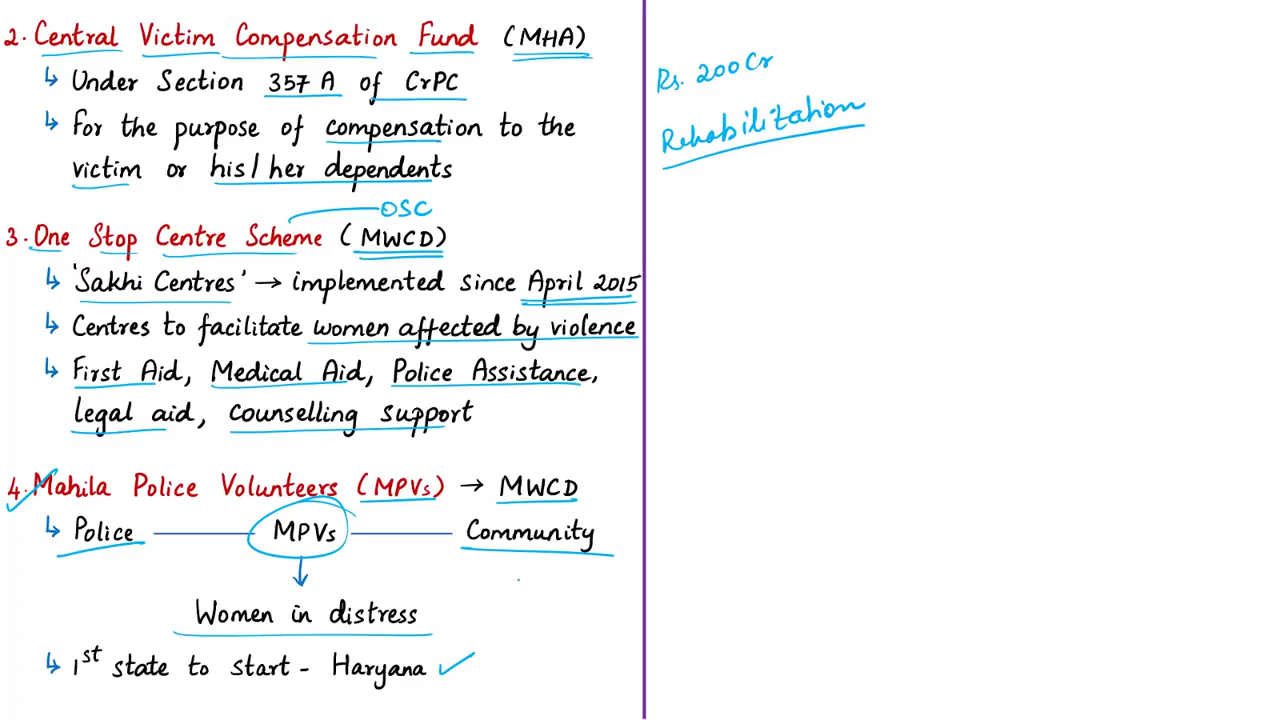 2. Central Victim Compensation Fund (MHA)
↳ Under Section 357 A of CrPC
↳ for the purpose of compensation to the
victim or his/her dependents
OSC
3. One Stop Centre Scheme (MWCD)
↳ 'Sakhi Centres' → implemented since April 2015
↳ Centres to facilitate women affected by violence
↳ First Aid, Medical Aid, Police Assistance,
legal aid, counselling support
4. Mahila Police Volunteers (MPVs) → MWCD
↳ Police MPVs Community
Women in distress
↳ 1st state to start - Haryana ✓
Rs. 200 Cr
Rehabilitation